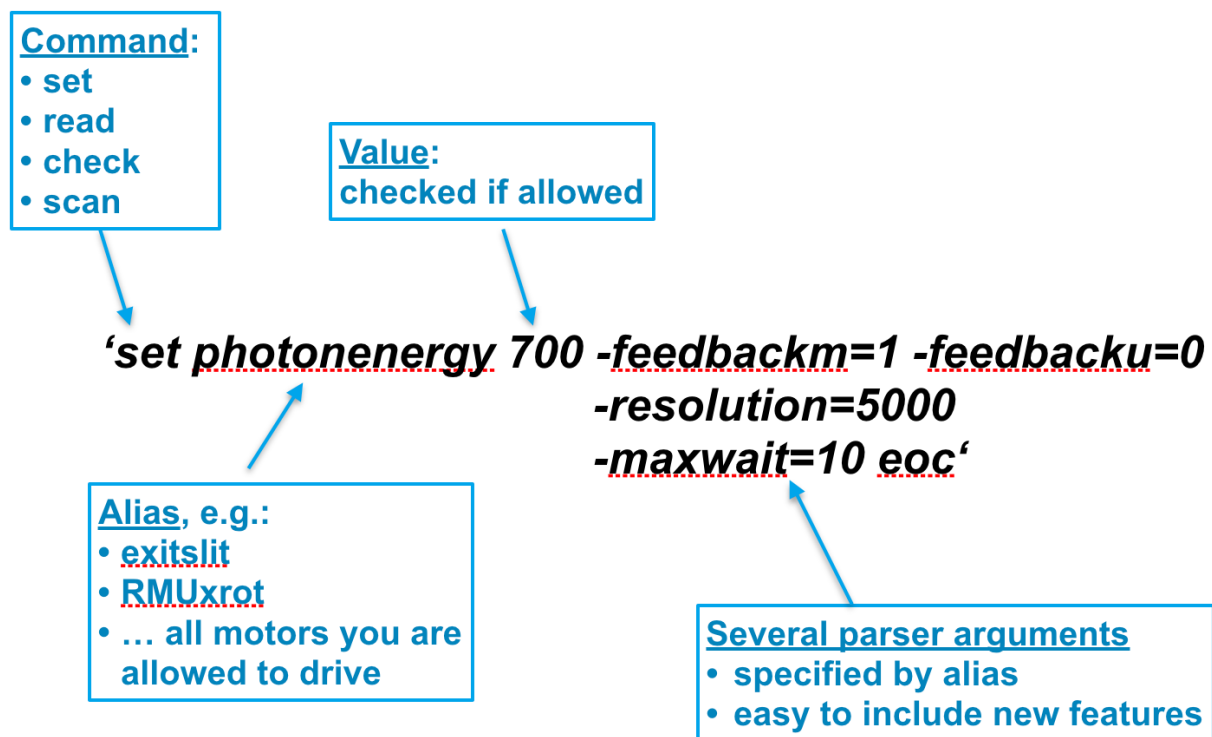 Command:
• set
• read
• check
• scan
Value:
checked if allowed
‘set photonenergy 700 -feedbackm=1 -feedbacku=0
-resolution=5000
-maxwait=10 eoc‘
Alias, e.g.:
• exitslit
• RMUxrot
• … all motors you are
allowed to drive
Several parser arguments
• specified by alias
• easy to include new features